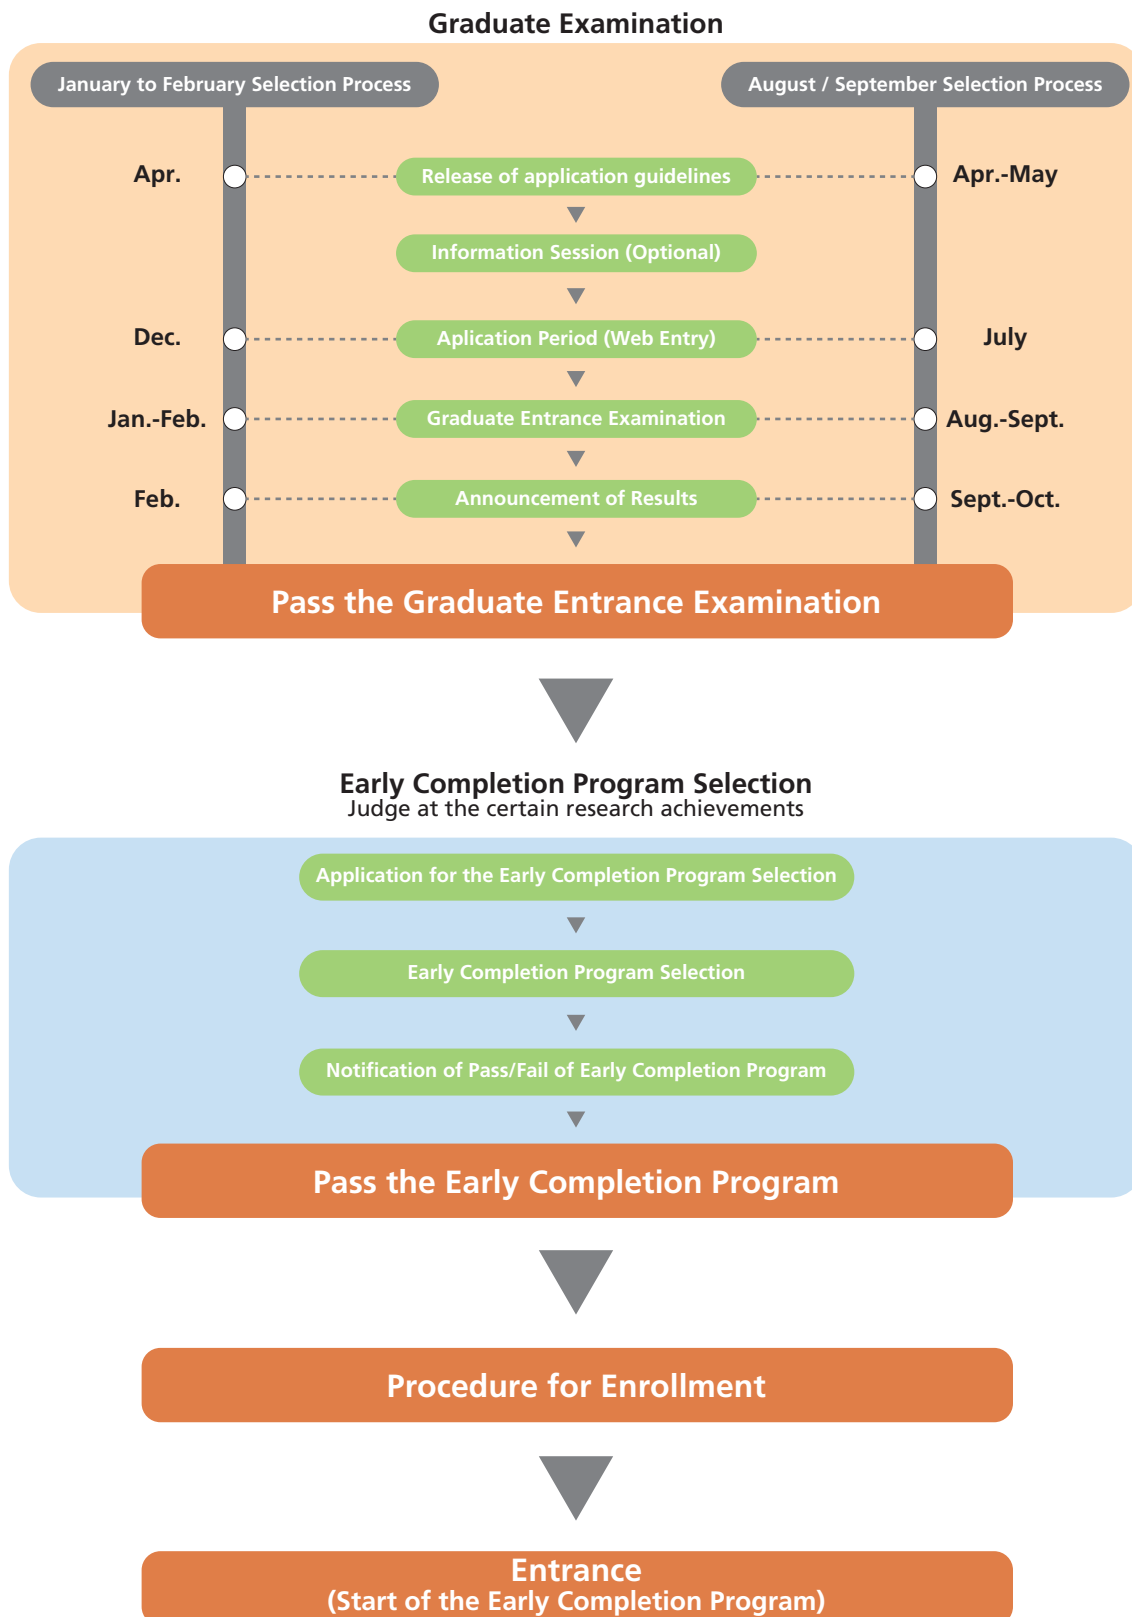 Graduate Examination
January to February Selection Process
August / September Selection Process
Apr.
Release of application guidelines
Apr.-May
Information Session (Optional)
Dec.
Aplication Period (Web Entry)
July
Jan.-Feb.
Graduate Entrance Examination
Aug.-Sept.
Feb.
Announcement of Results
Sept.-Oct.
Pass the Graduate Entrance Examination
Early Completion Program Selection
Judge at the certain research achievements
Application for the Early Completion Program Selection
Early Completion Program Selection
Notification of Pass/Fail of Early Completion Program
Pass the Early Completion Program
Procedure for Enrollment
Entrance
(Start of the Early Completion Program)